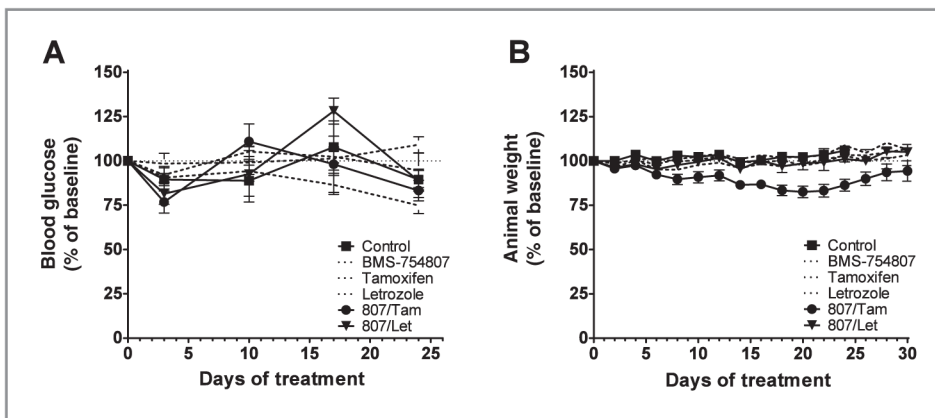 A
150
125
100
75
50
25
0
Blood glucose
(% of baseline)
Control
BMS-754807
Tamoxifen
Letrozole
807/Tam
807/Let
0 5 10 15 20 25
Days of treatment
B
150
125
100
75
50
25
0
Animal weight
(% of baseline)
Control
BMS-754807
Tamoxifen
Letrozole
807/Tam
807/Let
0 5 10 15 20 25 30
Days of treatment